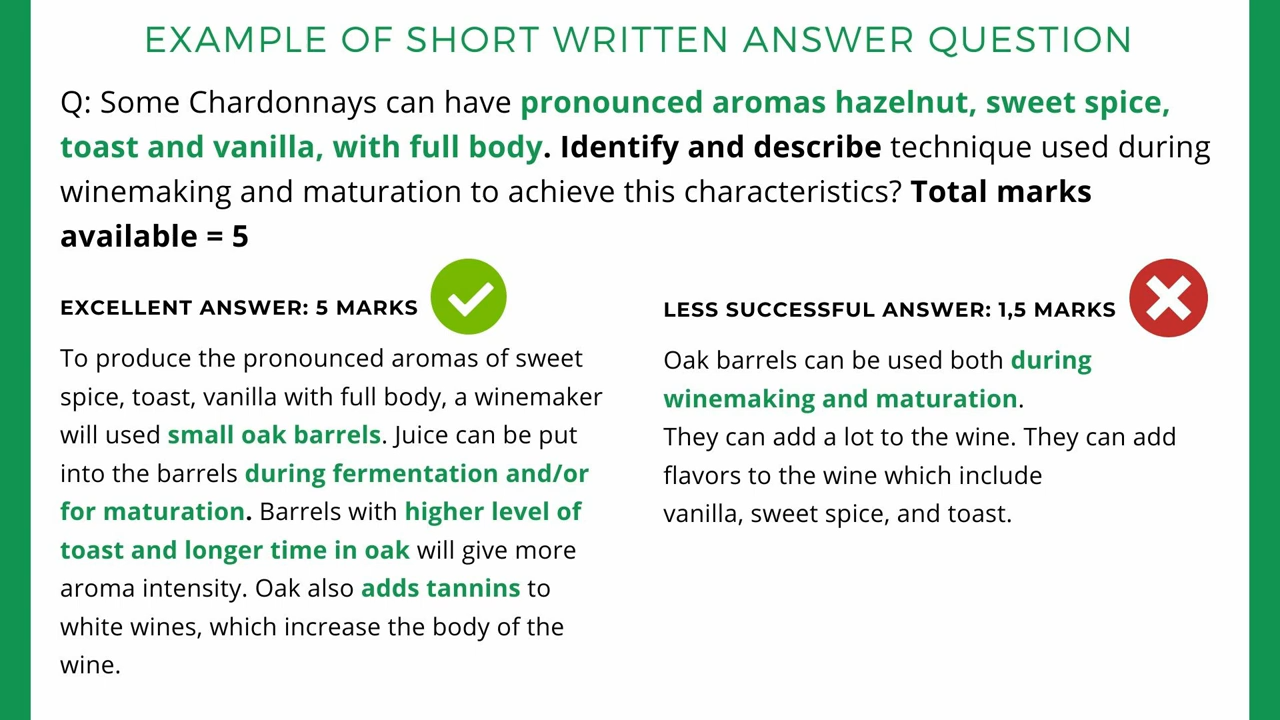 EXAMPLE OF SHORT WRITTEN ANSWER QUESTION
Q: Some Chardonnays can have pronounced aromas hazelnut, sweet spice,
toast and vanilla, with full body. Identify and describe technique used during
winemaking and maturation to achieve this characteristics? Total marks
available = 5
EXCELLENT ANSWER: 5 MARKS
To produce the pronounced aromas of sweet
spice, toast, vanilla with full body, a winemaker
will used small oak barrels. Juice can be put
into the barrels during fermentation and/or
for maturation. Barrels with higher level of
toast and longer time in oak will give more
aroma intensity. Oak also adds tannins to
white wines, which increase the body of the
wine.
LESS SUCCESSFUL ANSWER: 1,5 MARKS
Oak barrels can be used both during
winemaking and maturation.
They can add a lot to the wine. They can add
flavors to the wine which include
vanilla, sweet spice, and toast.